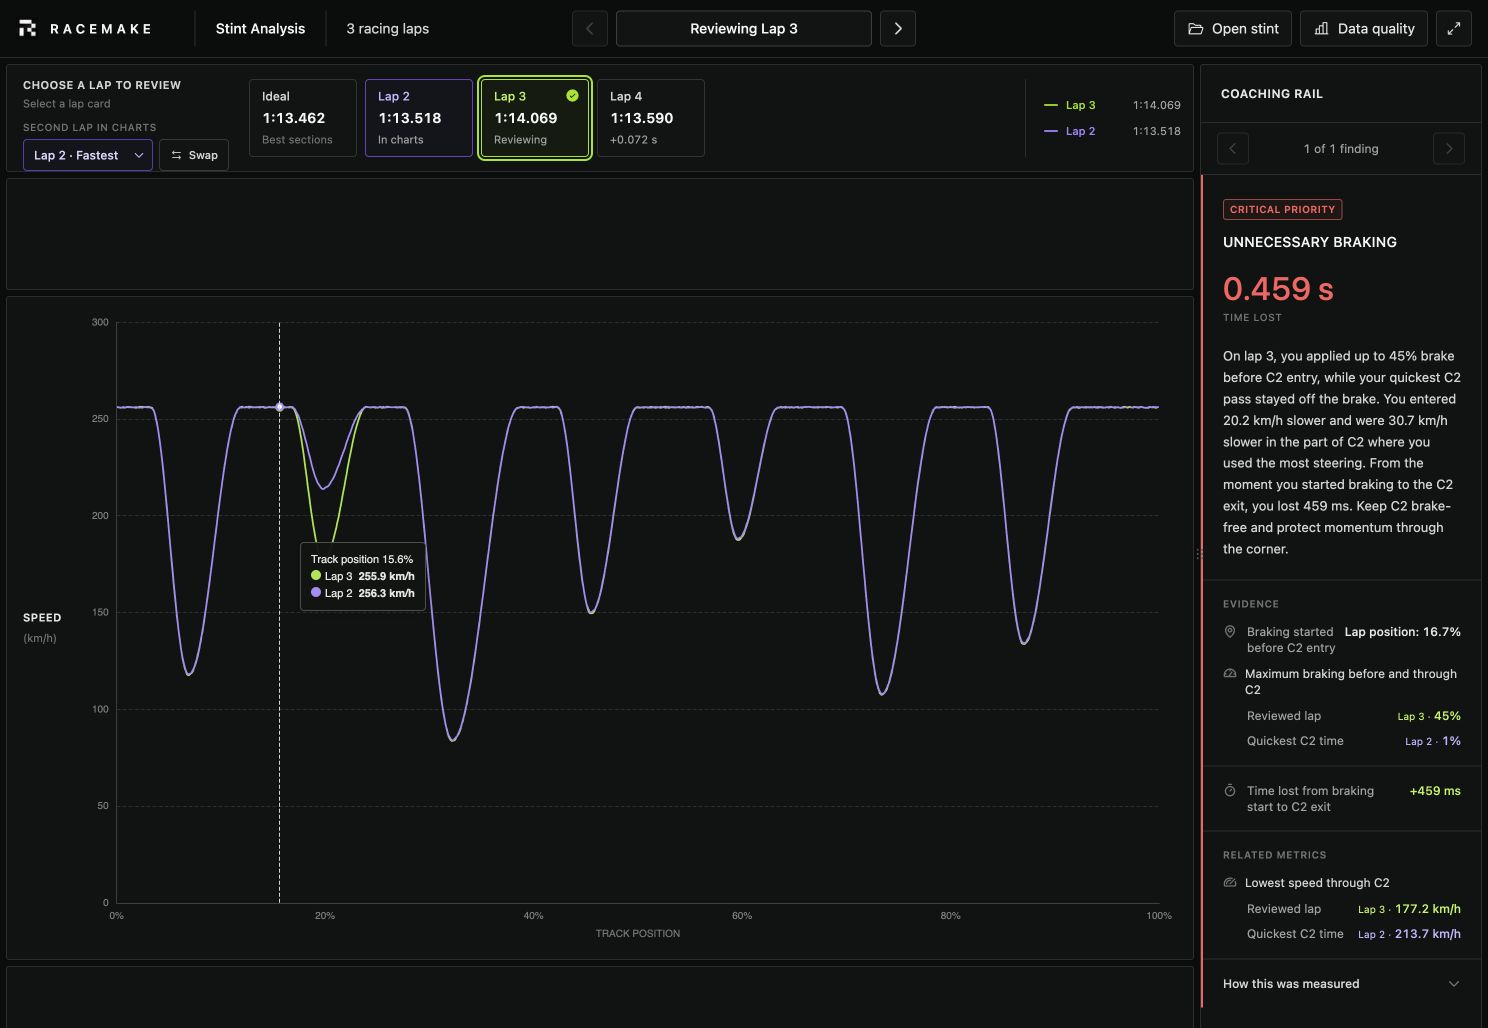 RACEMAKE
Stint Analysis
3 racing laps
Reviewing Lap 3
Open stint
Data quality
CHOOSE A LAP TO REVIEW
Select a lap card
SECOND LAP IN CHARTS
Lap 2 · Fastest
Swap
Ideal
1:13.462
Best sections
Lap 2
1:13.518
In charts
Lap 3
1:14.069
Reviewing
Lap 4
1:13.590
+0.072 s
Lap 3 1:14.069
Lap 2 1:13.518
SPEED
(km/h)
300
250
200
150
100
50
0
Track position 15.6%
Lap 3 255.9 km/h
Lap 2 256.3 km/h
0% 20% 40% 60% 80% 100%
TRACK POSITION
COACHING RAIL
1 of 1 finding
CRITICAL PRIORITY
UNNECESSARY BRAKING
0.459 s
TIME LOST
On lap 3, you applied up to 45% brake
before C2 entry, while your quickest C2
pass stayed off the brake. You entered
20.2 km/h slower and were 30.7 km/h
slower in the part of C2 where you
used the most steering. From the
moment you started braking to the C2
exit, you lost 459 ms. Keep C2 brake-
free and protect momentum through
the corner.
EVIDENCE
Braking started Lap position: 16.7%
before C2 entry
Maximum braking before and through
C2
Reviewed lap Lap 3 · 45%
Quickest C2 time Lap 2 · 1%
Time lost from braking +459 ms
start to C2 exit
RELATED METRICS
Lowest speed through C2
Reviewed lap Lap 3 · 177.2 km/h
Quickest C2 time Lap 2 · 213.7 km/h
How this was measured